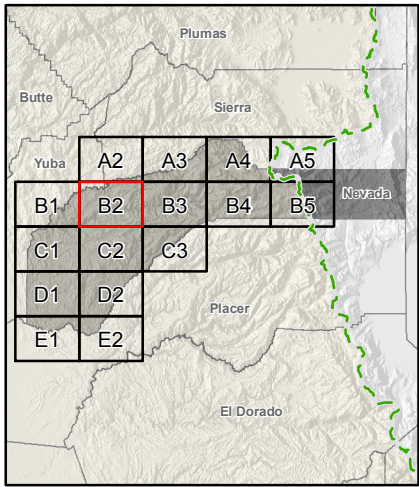 Plumas
Butte
Sierra
Yuba
A2 A3 A4 A5
Nevada
B1 B2 B3 B4 B5
C1 C2 C3
D1 D2
Placer
E1 E2
El Dorado